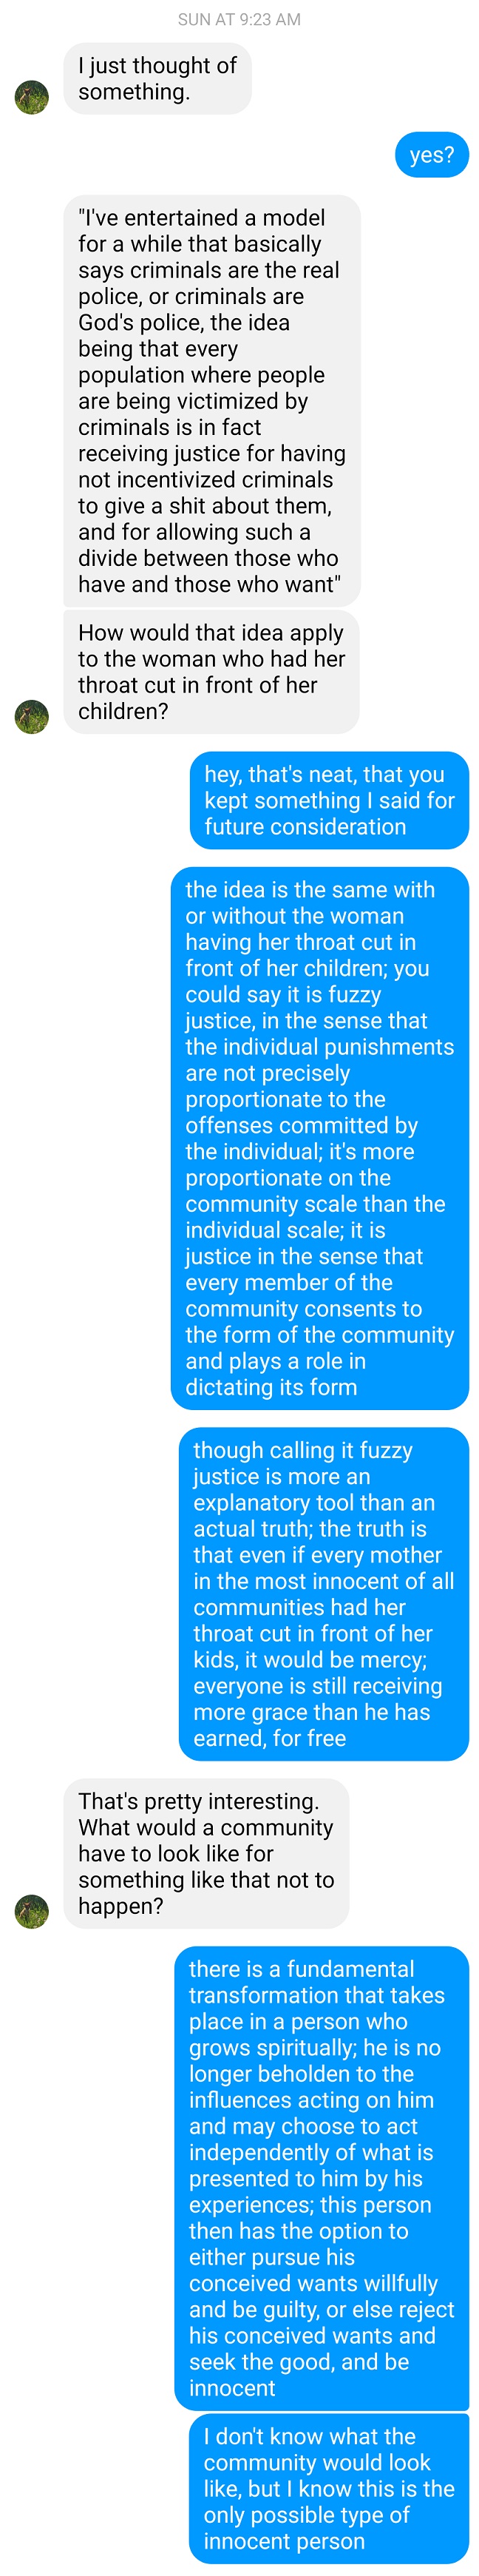 SUN AT 9:23 AM
I just thought of
something.
yes?
"I've entertained a model
for a while that basically
says criminals are the real
police, or criminals are
God's police, the idea
being that every
population where people
are being victimized by
criminals is in fact
receiving justice for having
not incentivized criminals
to give a shit about them,
and for allowing such a
divide between those who
have and those who want"
How would that idea apply
to the woman who had her
throat cut in front of her
children?
hey, that's neat, that you
kept something I said for
future consideration
the idea is the same with
or without the woman
having her throat cut in
front of her children; you
could say it is fuzzy
justice, in the sense that
the individual punishments
are not precisely
proportionate to the
offenses committed by
the individual; it's more
proportionate on the
community scale than the
individual scale; it is
justice in the sense that
every member of the
community consents to
the form of the community
and plays a role in
dictating its form
though calling it fuzzy
justice is more an
explanatory tool than an
actual truth; the truth is
that even if every mother
in the most innocent of all
communities had her
throat cut in front of her
kids, it would be mercy;
everyone is still receiving
more grace than he has
earned, for free
That's pretty interesting.
What would a community
have to look like for
something like that not to
happen?
there is a fundamental
transformation that takes
place in a person who
grows spiritually; he is no
longer beholden to the
influences acting on him
and may choose to act
independently of what is
presented to him by his
experiences; this person
then has the option to
either pursue his
conceived wants willfully
and be guilty, or else reject
his conceived wants and
seek the good, and be
innocent
I don't know what the
community would look
like, but I know this is the
only possible type of
innocent person